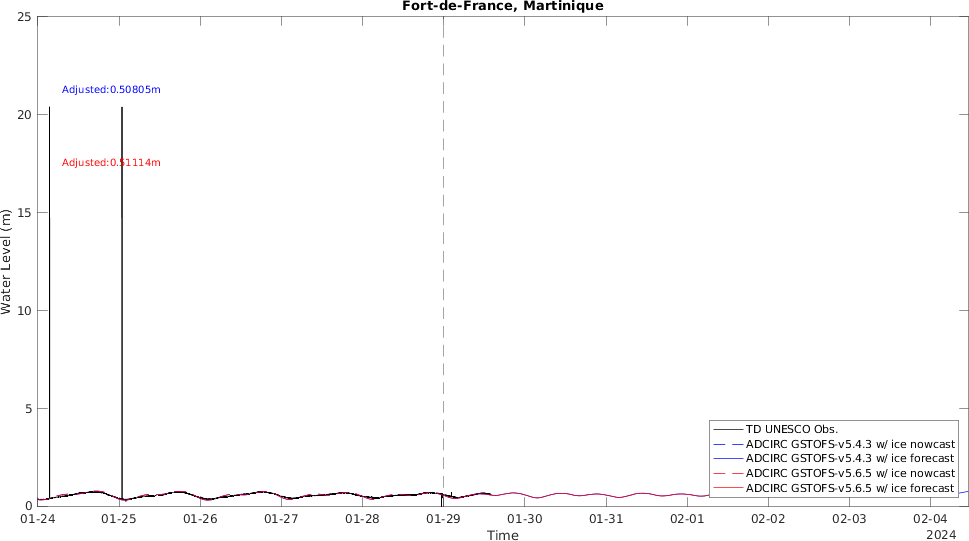 Fort-de-France, Martinique
25
20
15
10
5
0
Water Level (m)
Adjusted:0.50805m
Adjusted:0.51114m
TD UNESCO Obs.
ADCIRC GSTOFS-v5.4.3 w/ ice nowcast
ADCIRC GSTOFS-v5.4.3 w/ ice forecast
ADCIRC GSTOFS-v5.6.5 w/ ice nowcast
ADCIRC GSTOFS-v5.6.5 w/ ice forecast
01-24 01-25 01-26 01-27 01-28 01-29 01-30 01-31 02-01 02-02 02-03 02-04
2024
Time